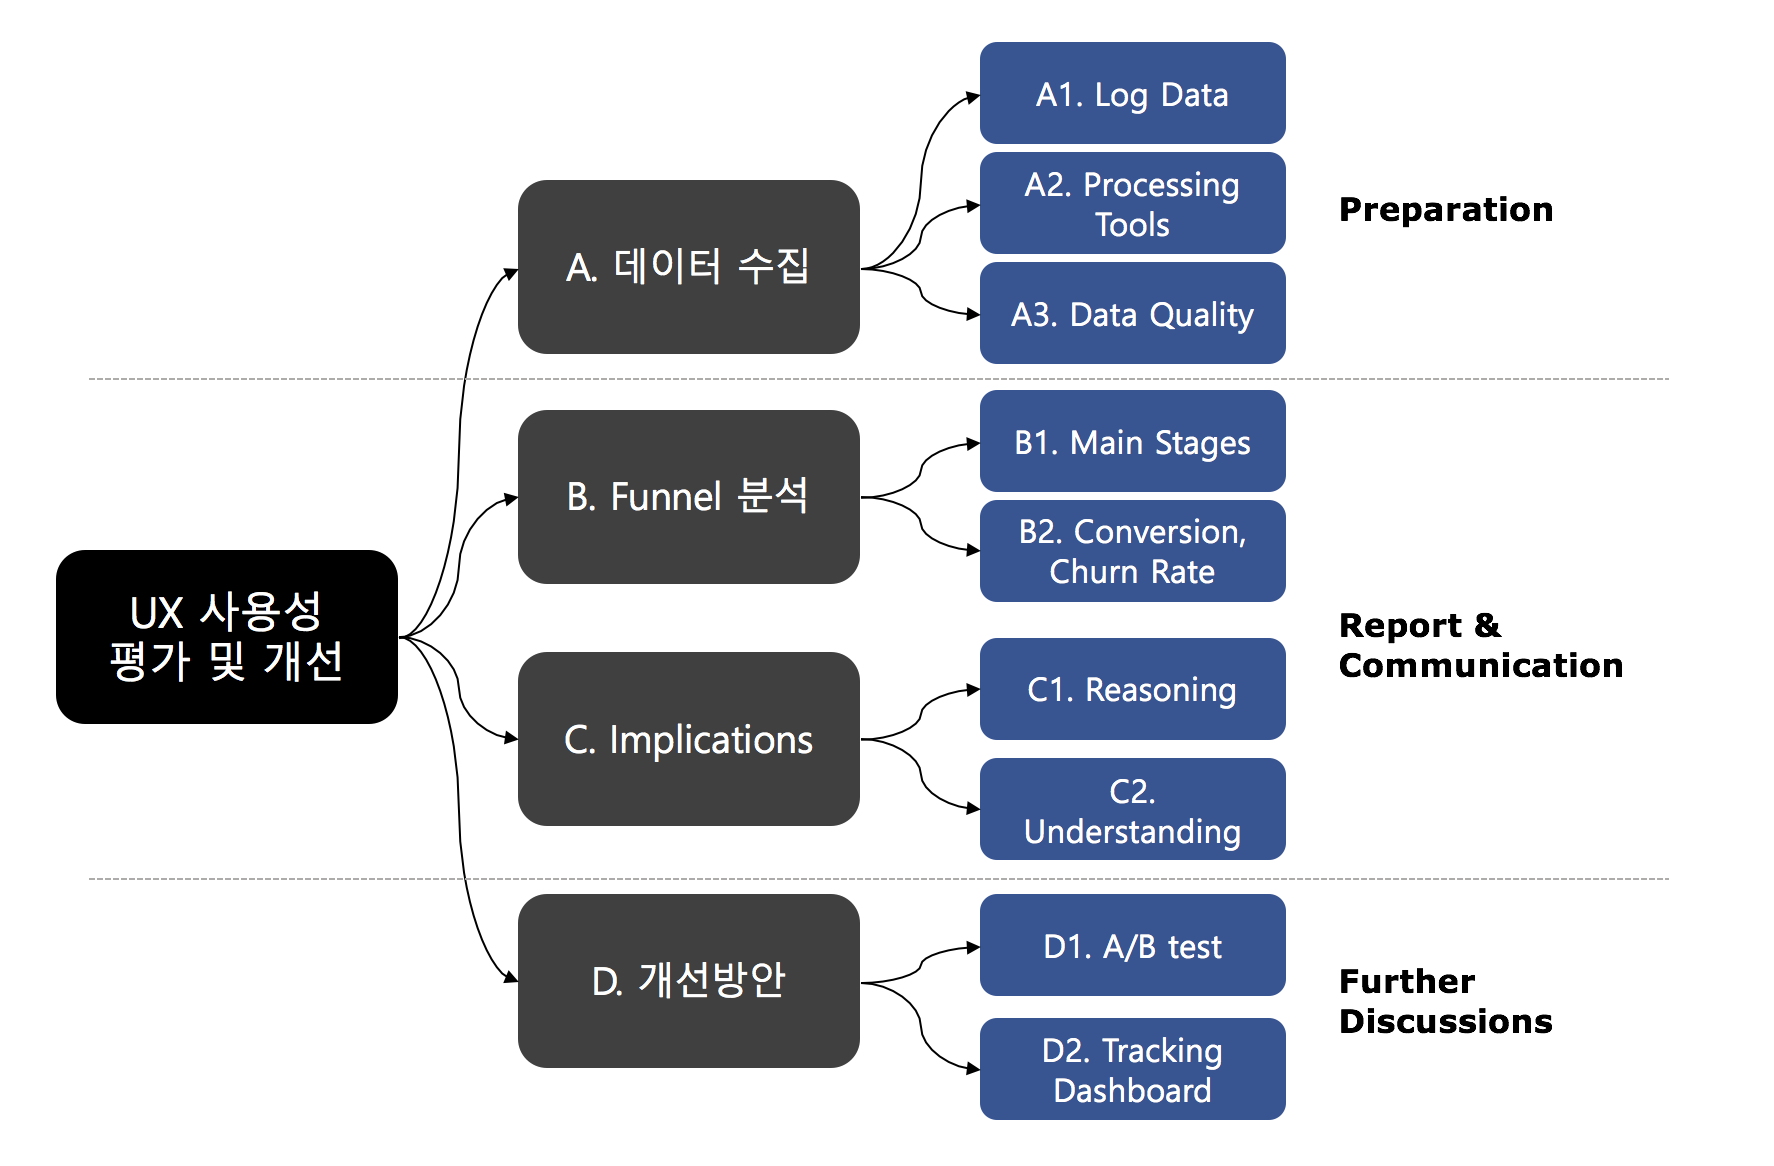 UX 사용성
평가 및 개선
A. 데이터 수집
A1. Log Data
A2. Processing
Tools
A3. Data Quality
Preparation
B. Funnel 분석
B1. Main Stages
B2. Conversion,
Churn Rate
C. Implications
C1. Reasoning
C2.
Understanding
Report &
Communication
D. 개선방안
D1. A/B test
D2. Tracking
Dashboard
Further
Discussions